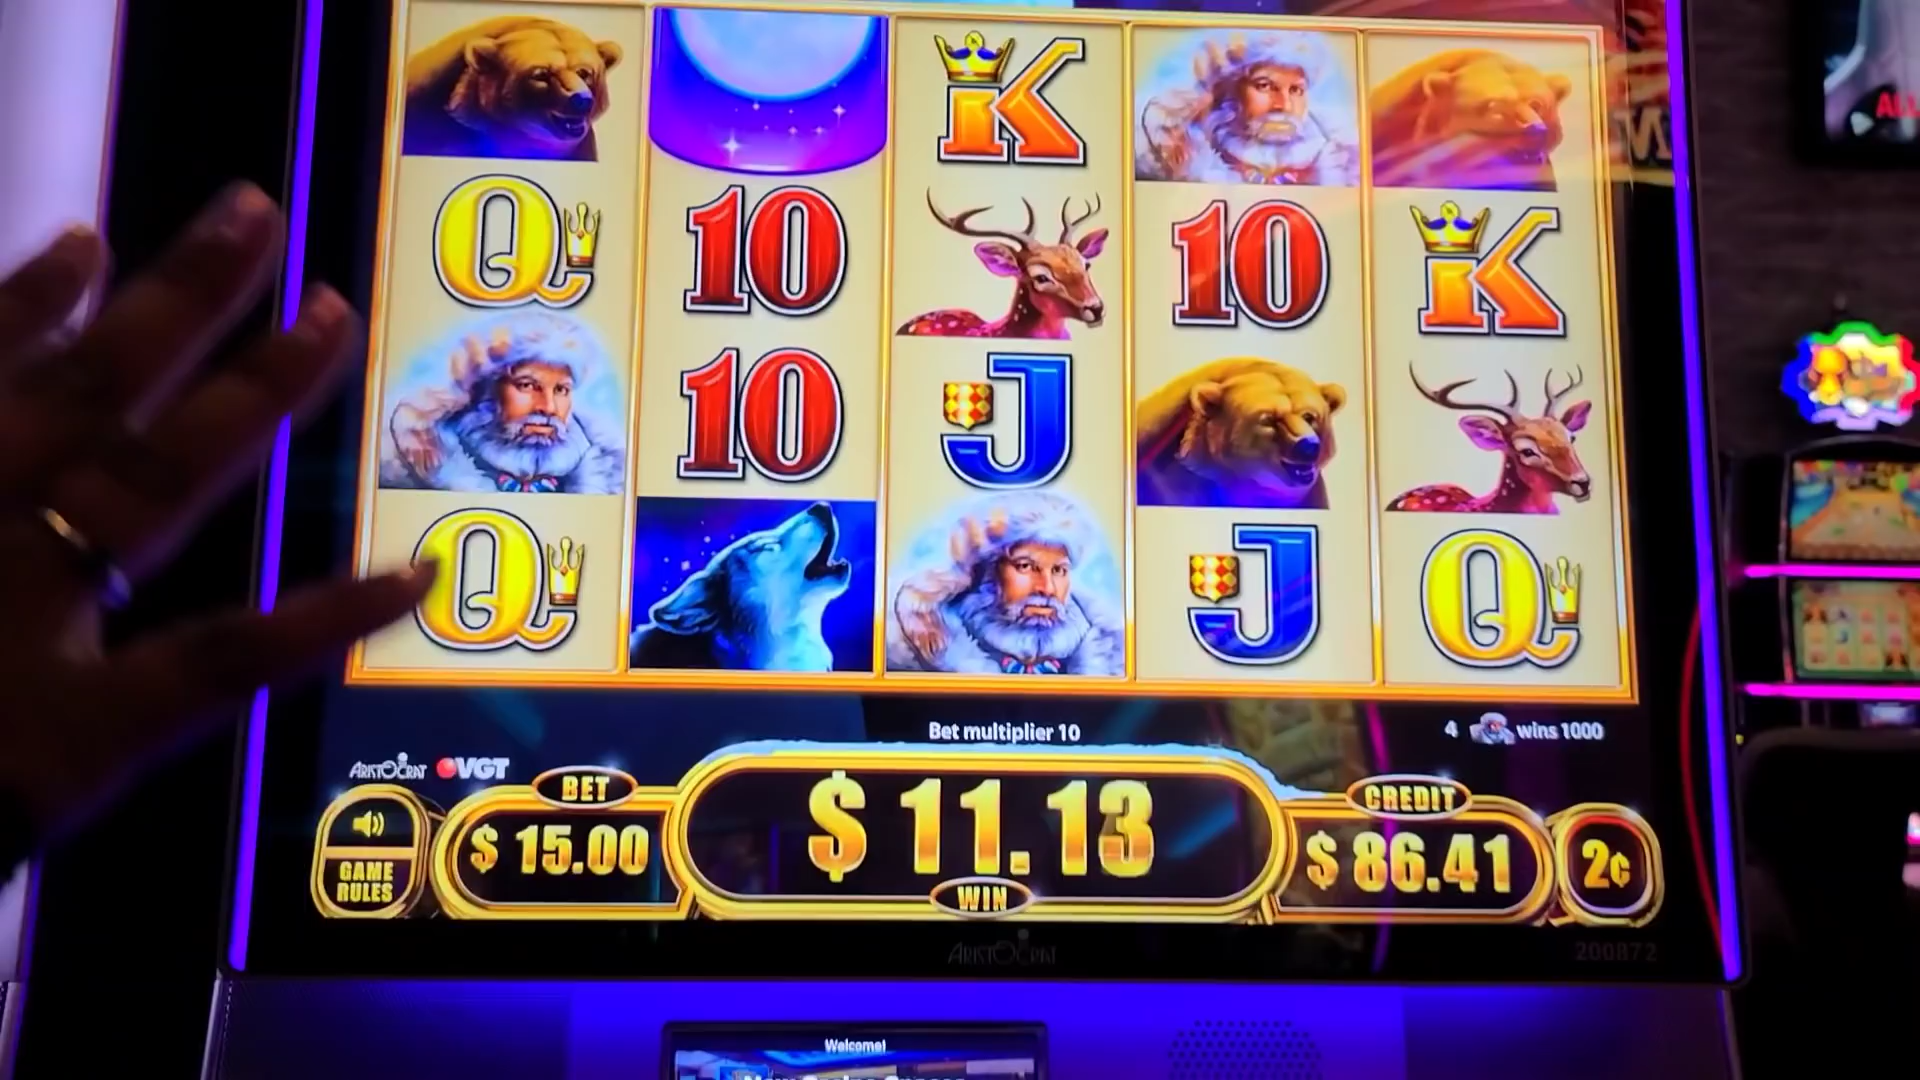 K
ALL
Q
10
10
K
10
J
Q
J
Q
Bet multiplier 10
4 wins 1000
ARISTOCRAT VGT
BET
CREDIT
$ 15.00
$ 11.13
$ 86.41
2¢
GAME
RULES
WIN
ARISTOCRAT
200872
Welcome!